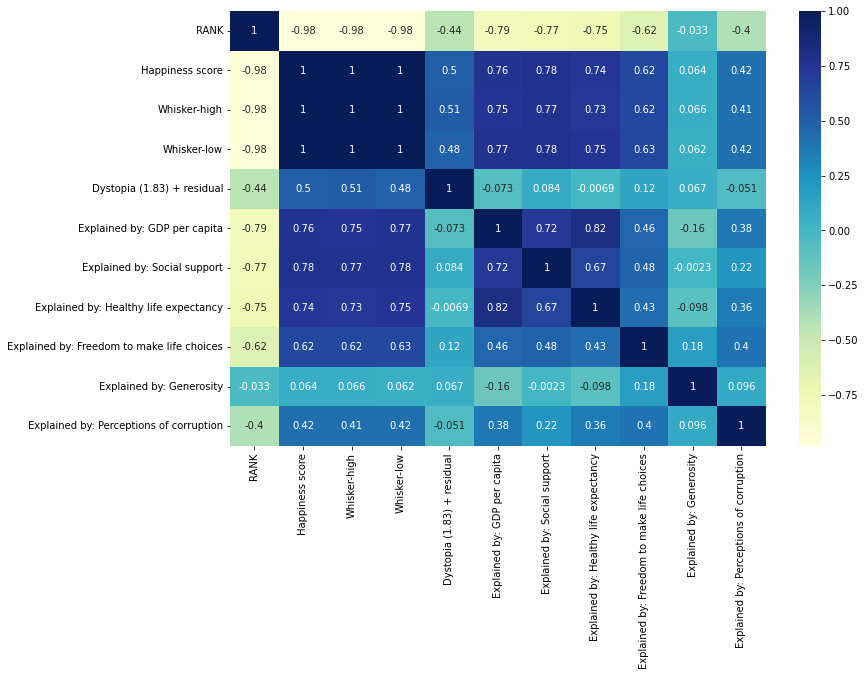 RANK 1 -0.98 -0.98 -0.98 -0.44 -0.79 -0.77 -0.75 -0.62 -0.033 -0.4
Happiness score -0.98 1 1 1 0.5 0.76 0.78 0.74 0.62 0.064 0.42
Whisker-high -0.98 1 1 1 0.51 0.75 0.77 0.73 0.62 0.066 0.41
Whisker-low -0.98 1 1 1 0.48 0.77 0.78 0.75 0.63 0.062 0.42
Dystopia (1.83) + residual -0.44 0.5 0.51 0.48 1 -0.073 0.084 -0.0069 0.12 0.067 -0.051
Explained by: GDP per capita -0.79 0.76 0.75 0.77 -0.073 1 0.72 0.82 0.46 -0.16 0.38
Explained by: Social support -0.77 0.78 0.77 0.78 0.084 0.72 1 0.67 0.48 -0.0023 0.22
Explained by: Healthy life expectancy -0.75 0.74 0.73 0.75 -0.0069 0.82 0.67 1 0.43 -0.098 0.36
Explained by: Freedom to make life choices -0.62 0.62 0.62 0.63 0.12 0.46 0.48 0.43 1 0.18 0.4
Explained by: Generosity -0.033 0.064 0.066 0.062 0.067 -0.16 -0.0023 -0.098 0.18 1 0.096
Explained by: Perceptions of corruption -0.4 0.42 0.41 0.42 -0.051 0.38 0.22 0.36 0.4 0.096 1
RANK
Happiness score
Whisker-high
Whisker-low
Dystopia (1.83) + residual
Explained by: GDP per capita
Explained by: Social support
Explained by: Healthy life expectancy
Explained by: Freedom to make life choices
Explained by: Generosity
Explained by: Perceptions of corruption
1.00
0.75
0.50
0.25
0.00
-0.25
-0.50
-0.75